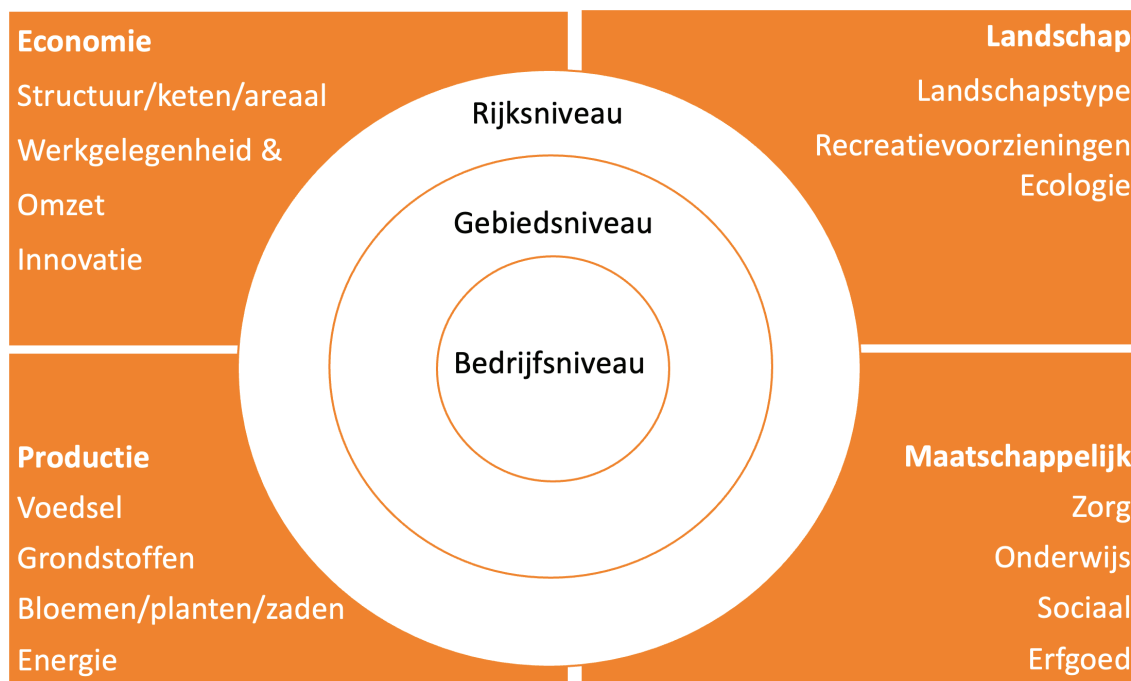 Economie
Structuur/keten/areaal
Werkgelegenheid &
Omzet
Innovatie
Landschap
Landschapstype
Recreatievoorzieningen
Ecologie
Rijksniveau
Gebiedsniveau
Bedrijfsniveau
Productie
Voedsel
Grondstoffen
Bloemen/planten/zaden
Energie
Maatschappelijk
Zorg
Onderwijs
Sociaal
Erfgoed